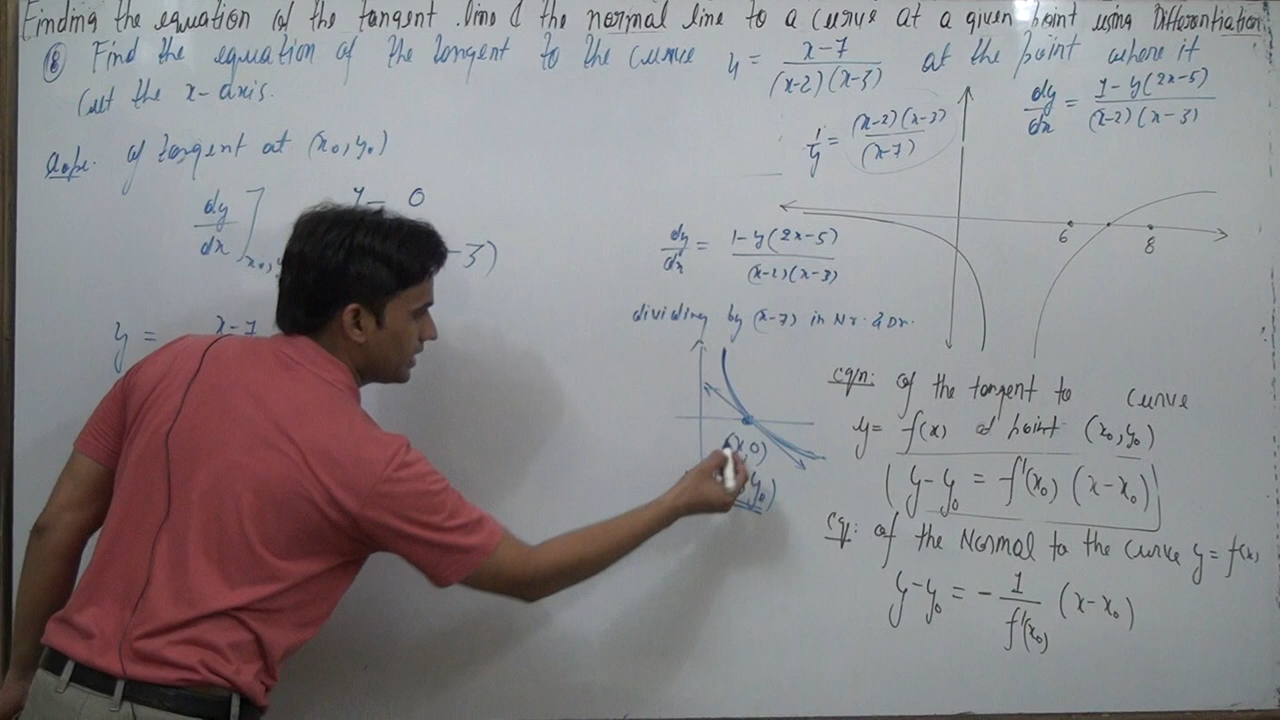 Finding the equation of the tangent line & the normal line to a curve at a given point using Differentiation
⑧ Find the equation of the tangent to the curve y = (x-7)/((x-2)(x-3)) at the point where it
cut the x-axis.
dy/dx = (1-y(2x-5))/((x-2)(x-3))
1/y = ((x-2)(x-3))/(x-7)
Slope of tangent at (x₀,y₀)
dy/dx]x₀,y
y = 0
-3)
y = x-7
6
8
dy/dx = (1-y(2x-5))/((x-2)(x-3))
dividing by (x-7) in Nr. & Dr.
(x,0)
y₀)
eqn: of the tangent to curve
y = f(x) at point (x₀,y₀)
(y-y₀ = f'(x₀) (x-x₀))
Eq: of the Normal to the curve y = f(x)
y-y₀ = -1/f'(x₀) (x-x₀)